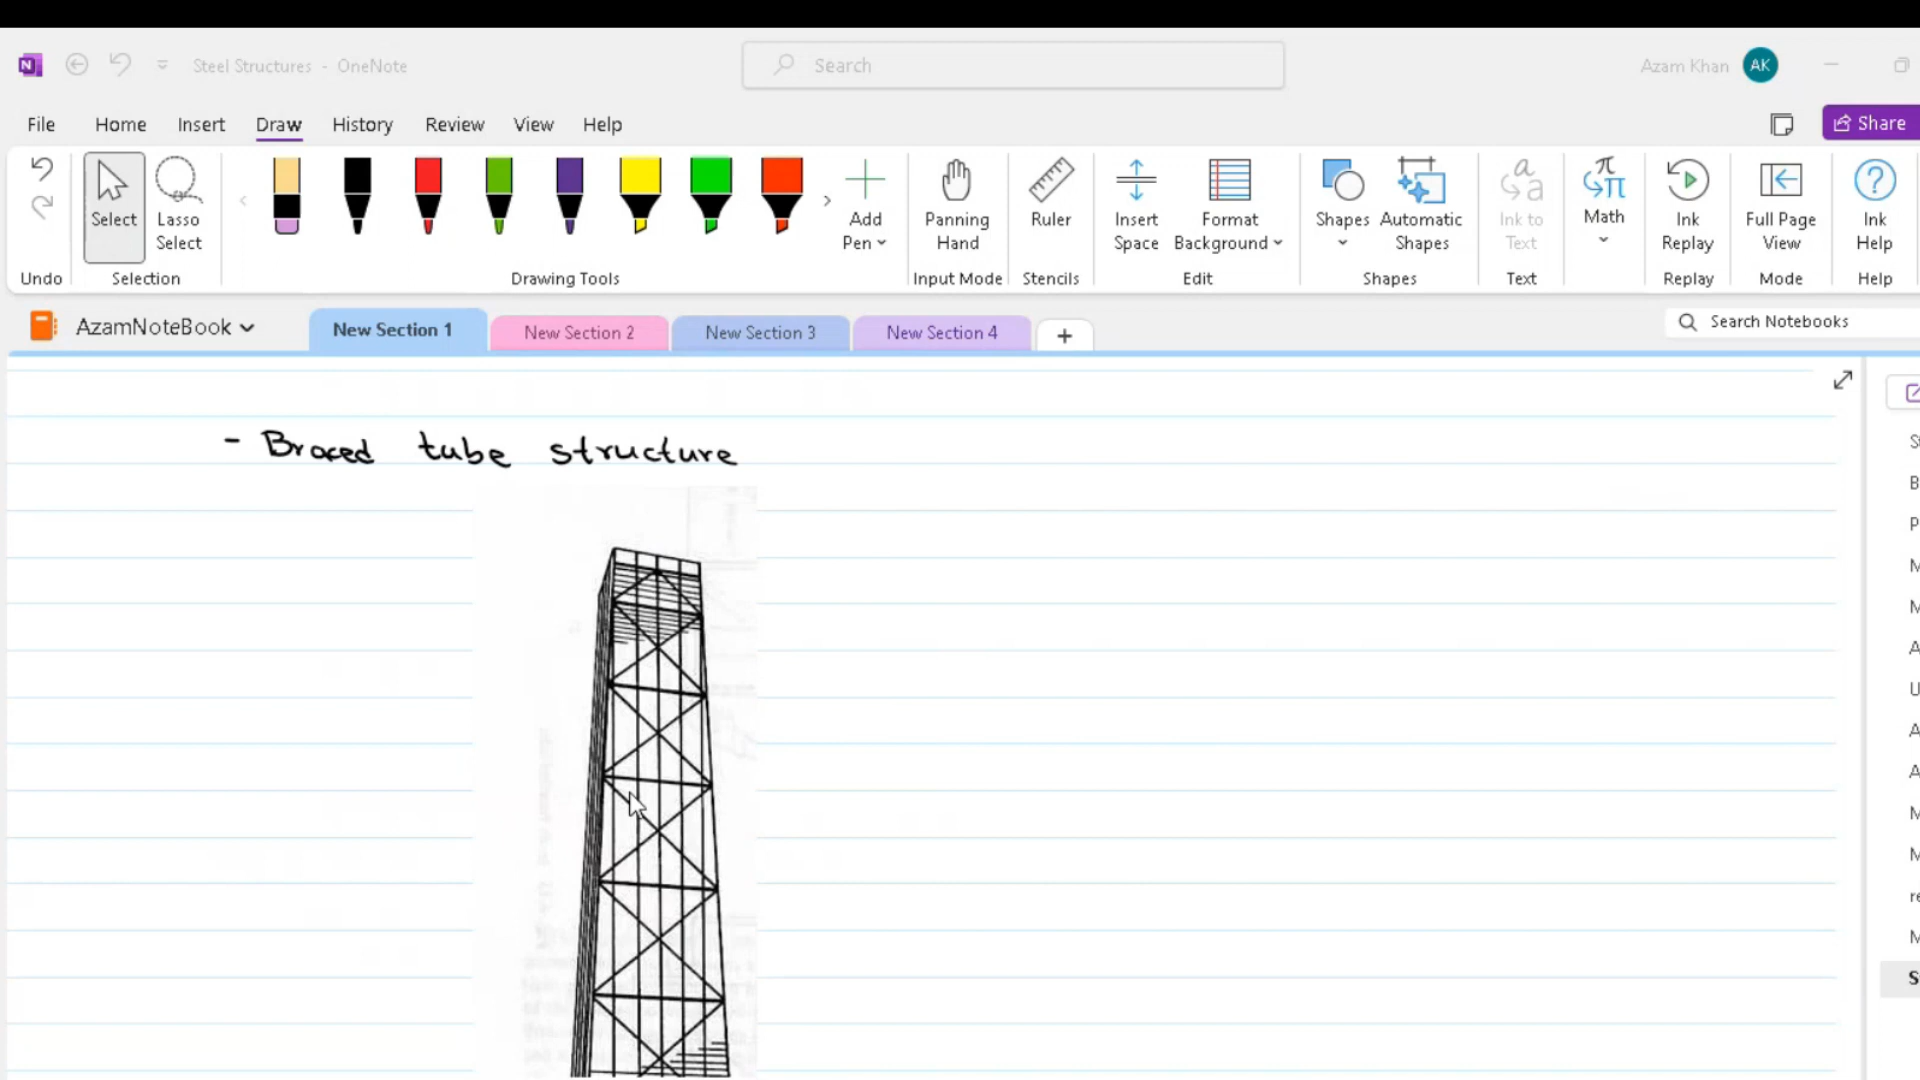 Steel Structures - OneNote
Search
Azam Khan
AK
File Home Insert Draw History Review View Help
Share
Select
Lasso Select
Add Pen
Panning Hand
Ruler
Insert Space
Format Background
Shapes
Automatic Shapes
Ink to Text
Math
Ink Replay
Full Page View
Ink Help
Undo Selection Drawing Tools Input Mode Stencils Edit Shapes Text Replay Mode Help
AzamNoteBook
New Section 1 New Section 2 New Section 3 New Section 4 +
Search Notebooks
- Braced tube structure